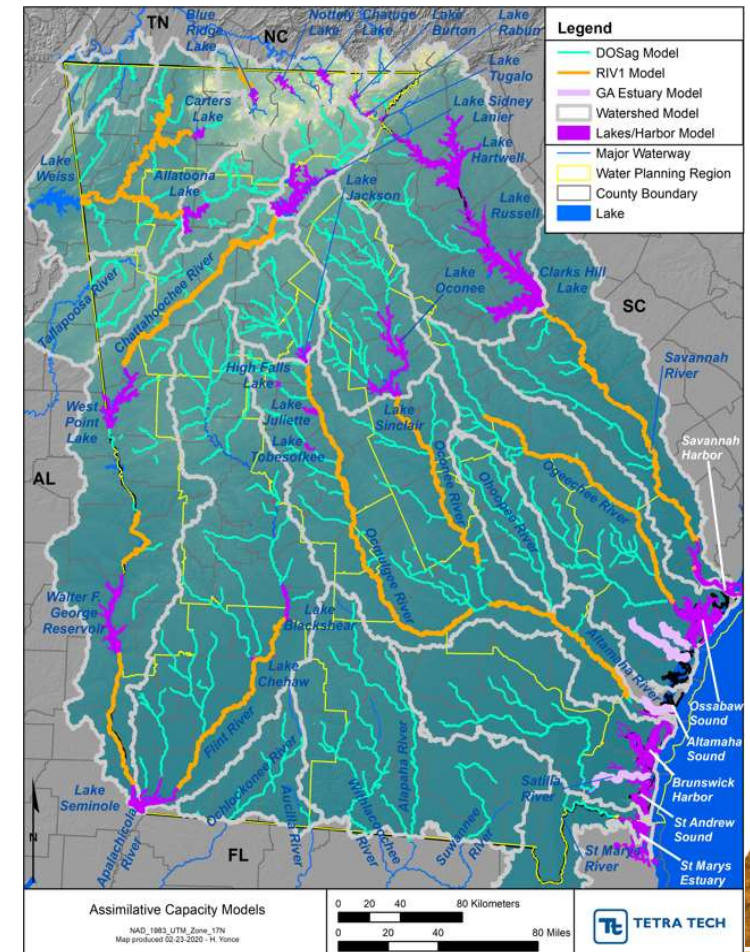 TN
NC
Blue
Ridge
Lake
Nottely
Lake
Chatuge
Lake
Lake
Burton
Lake
Rabun
Lake
Tugalo
Carters
Lake
Lake Sidney
Lanier
Lake
Hartwell
Lake
Weiss
Allatoona
Lake
Lake
Jackson
Lake
Russell
Tallapoosa River
Chattahoochee River
Lake
Oconee
Clarks Hill
Lake
SC
High Falls
Lake
Savannah
River
West
Point
Lake
Lake
Juliette
Lake
Sinclair
Lake
Tobesofkee
Savannah
Harbor
AL
Oconee River
Ohoopee River
Ogeechee River
Ocmulgee River
Walter F.
George
Reservoir
Lake
Blackshear
Lake
Chehaw
Altamaha River
Flint River
Ossabaw
Sound
Altamaha
Sound
Alapaha River
Satilla
River
Brunswick
Harbor
Lake
Seminole
Ochlockonee River
Aucilla River
Withlacoochee
River
Suwannee
River
St Andrew
Sound
Apalachicola
River
St Marys
River
St Marys
Estuary
FL
N
Legend
DOSag Model
RIV1 Model
GA Estuary Model
Watershed Model
Lakes/Harbor Model
Major Waterway
Water Planning Region
County Boundary
Lake
Assimilative Capacity Models
NAD_1983_UTM_Zone_17N
Map produced 02-23-2020 - H. Yonce
0 20 40 80 Kilometers
0 20 40 80 Miles
Tt TETRA TECH